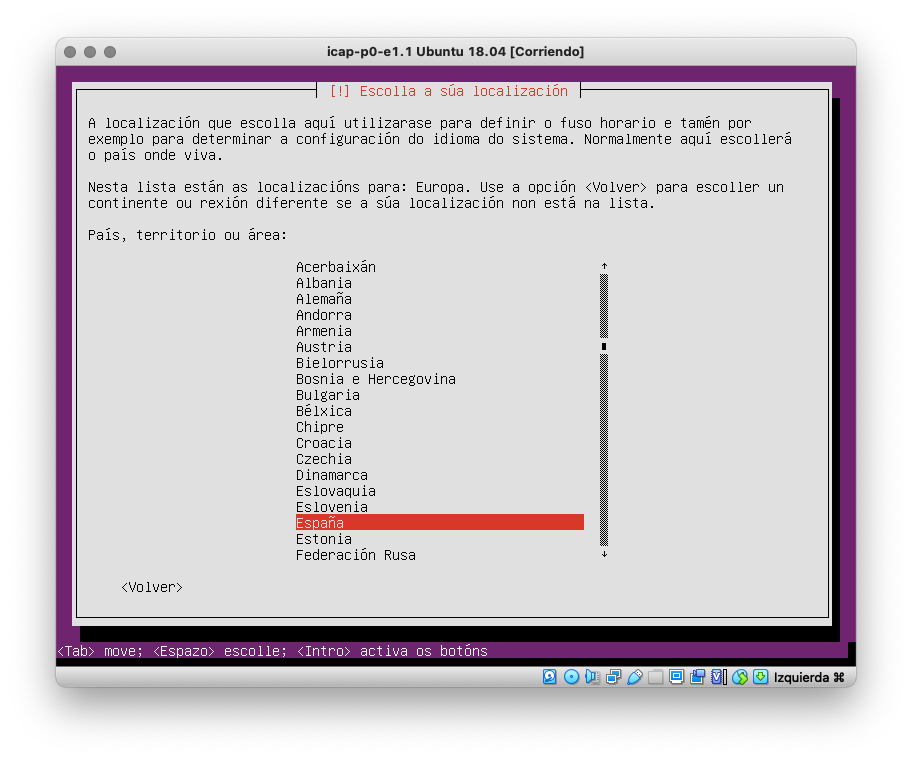 icap-p0-e1.1 Ubuntu 18.04 [Corriendo]
[!] Escolla a súa localización
A localización que escolla aquí utilizarase para definir o fuso horario e tamén por
exemplo para determinar a configuración do idioma do sistema. Normalmente aquí escollerá
o país onde viva.
Nesta lista están as localizacións para: Europa. Use a opción <Volver> para escoller un
continente ou rexión diferente se a súa localización non está na lista.
País, territorio ou área:
Acerbaixán
Albania
Alemaña
Andorra
Armenia
Austria
Bielorrusia
Bosnia e Hercegovina
Bulgaria
Bélxica
Chipre
Croacia
Czechia
Dinamarca
Eslovaquia
Eslovenia
España
Estonia
Federación Rusa
<Volver>
<Tab> move; <Espazo> escolle; <Intro> activa os botóns
Izquierda ⌘